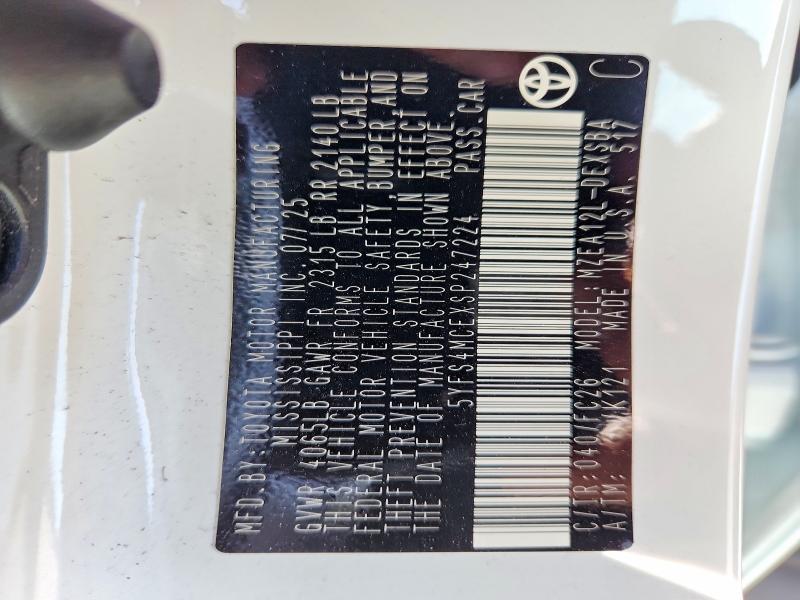 MFD. BY: TOYOTA MOTOR MANUFACTURING
MISSISSIPPI INC. 07/25
GVWR 4065LB GAWR FR 2315 LB RR 2140LB
THIS VEHICLE CONFORMS TO ALL APPLICABLE
FEDERAL MOTOR VEHICLE SAFETY, BUMPER, AND
THEFT PREVENTION STANDARDS IN EFFECT ON
THE DATE OF MANUFACTURE SHOWN ABOVE.
5YFS4MCEXSP247224 PASS.CAR
C/TR: 040/FC26 MODEL: MZEA12L-DEXSBA
A/TM: K121 MADE IN U.S.A. 517
C